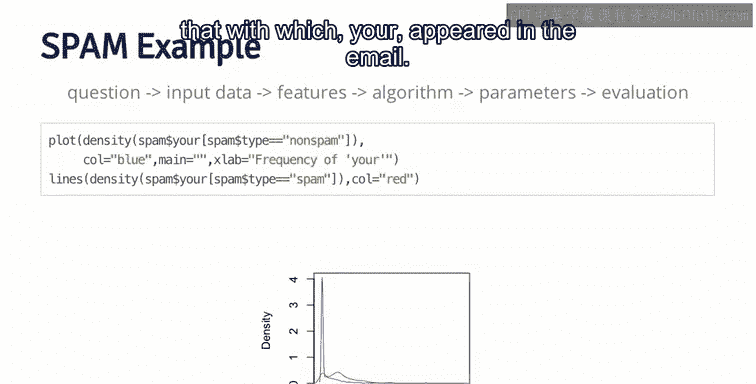 that with which, your, appeared in the
email.
SPAM Example
question -> input data -> features -> algorithm -> parameters -> evaluation
plot(density(spam$your[spam$type=="nonspam"]),
col="blue",main="",xlab="Frequency of 'your'")
lines(density(spam$your[spam$type=="spam"]),col="red")
4
3
2
1
0
Density